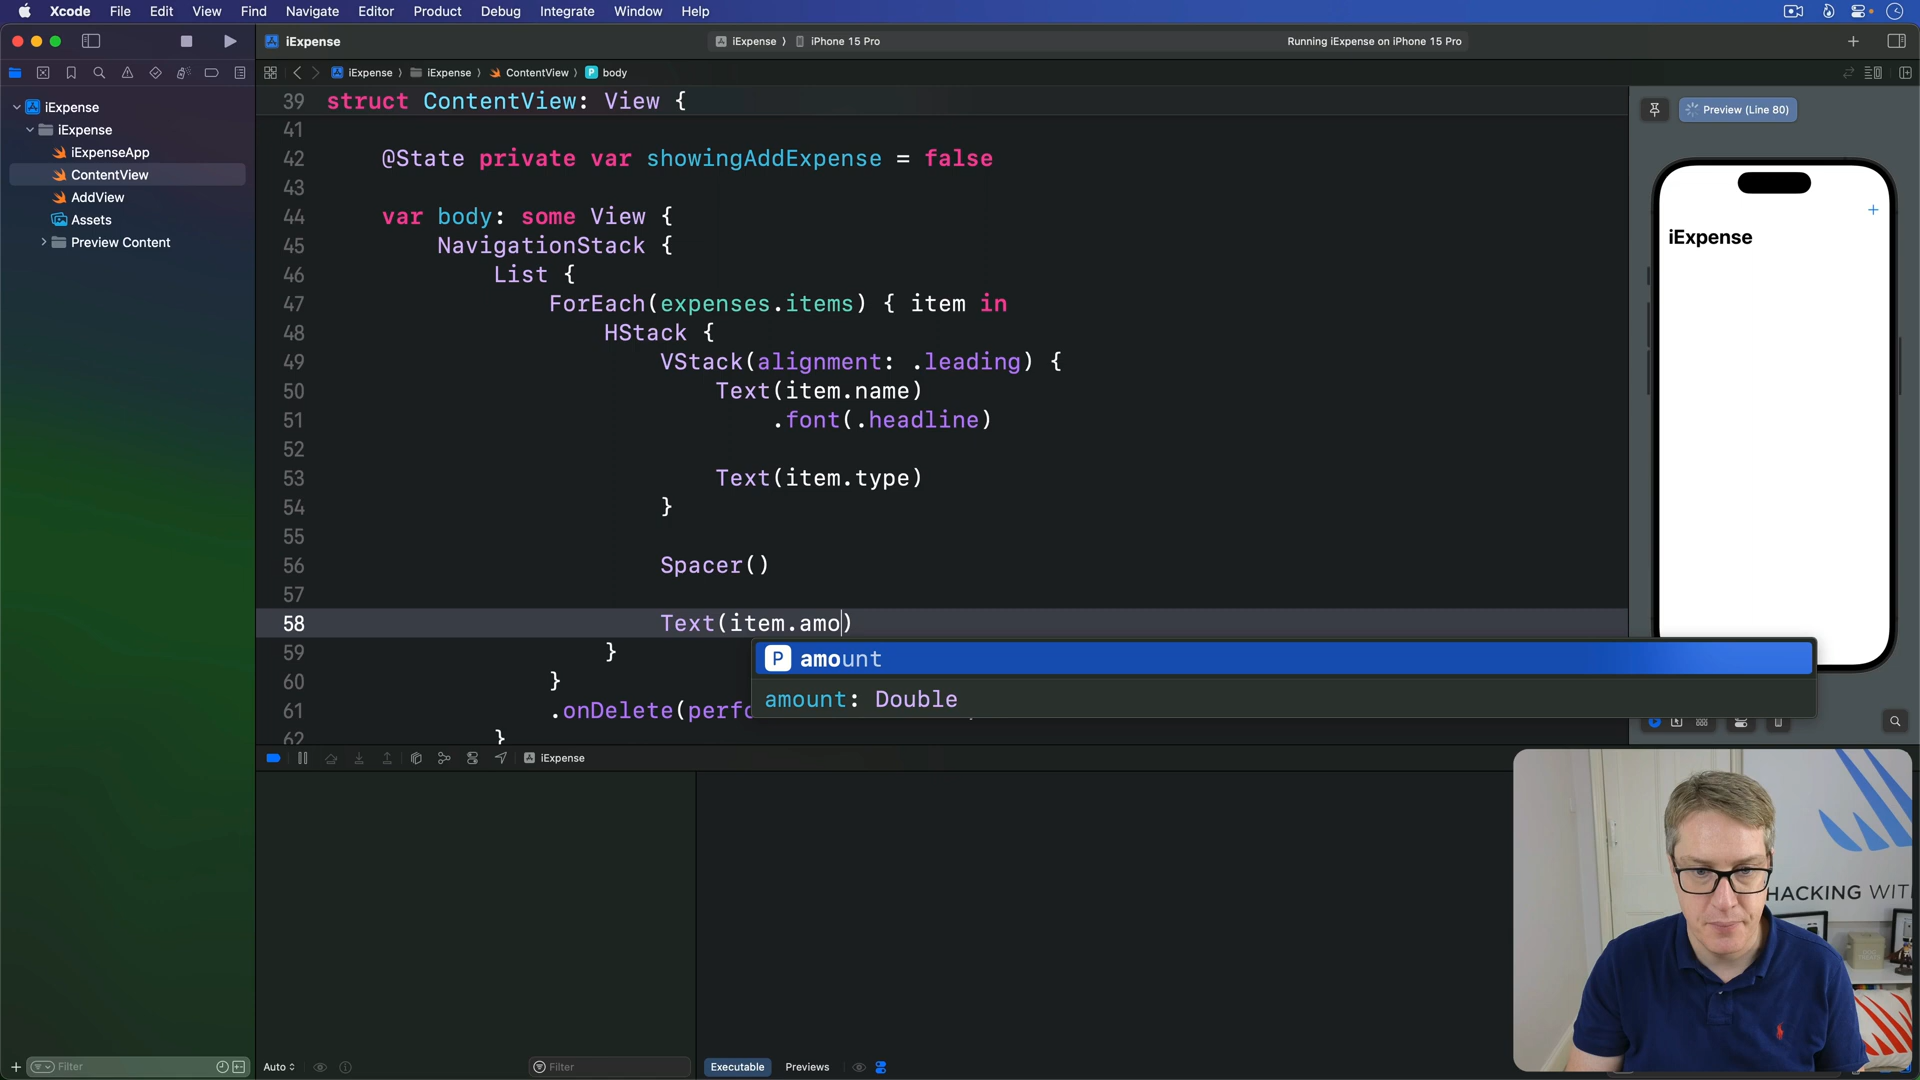 Xcode File Edit View Find Navigate Editor Product Debug Integrate Window Help
iExpense
iExpense iPhone 15 Pro
Running iExpense on iPhone 15 Pro
iExpense iExpense ContentView P body
iExpense
iExpense
iExpenseApp
ContentView
AddView
Assets
Preview Content
39 struct ContentView: View {
41
42 @State private var showingAddExpense = false
43
44 var body: some View {
45 NavigationStack {
46 List {
47 ForEach(expenses.items) { item in
48 HStack {
49 VStack(alignment: .leading) {
50 Text(item.name)
51 .font(.headline)
52
53 Text(item.type)
54 }
55
56 Spacer()
57
58 Text(item.amo)
59 }
60 }
61 .onDelete(perfo
62 }
P amount
amount: Double
Preview (Line 80)
+
iExpense
iExpense
HACKING WIT
Filter
Auto
Filter
Executable Previews